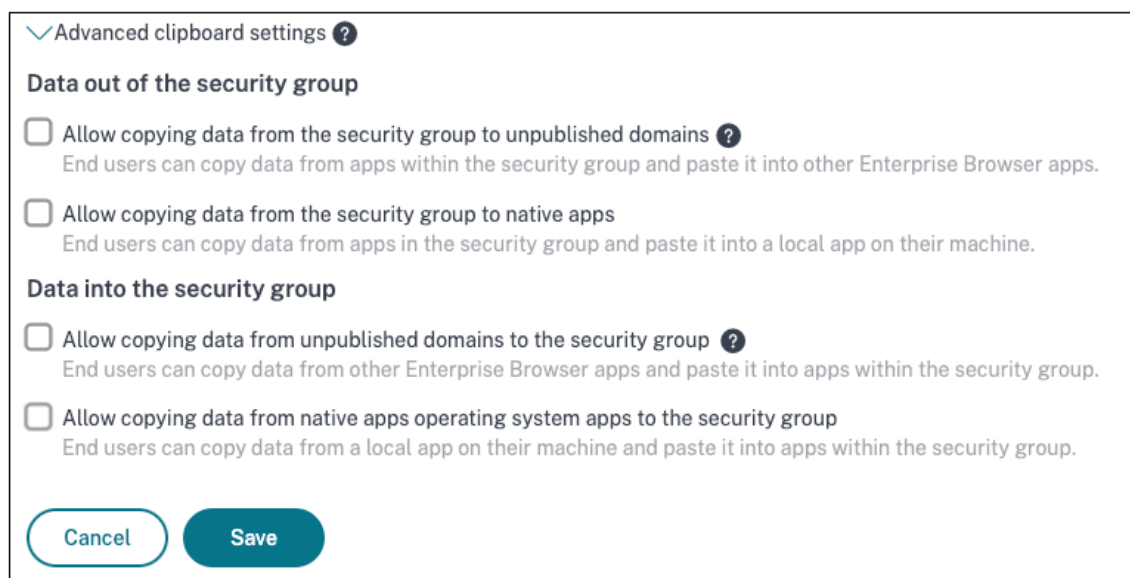 Advanced clipboard settings ?
Data out of the security group
Allow copying data from the security group to unpublished domains ?
End users can copy data from apps within the security group and paste it into other Enterprise Browser apps.
Allow copying data from the security group to native apps
End users can copy data from apps in the security group and paste it into a local app on their machine.
Data into the security group
Allow copying data from unpublished domains to the security group ?
End users can copy data from other Enterprise Browser apps and paste it into apps within the security group.
Allow copying data from native apps operating system apps to the security group
End users can copy data from a local app on their machine and paste it into apps within the security group.
Cancel Save